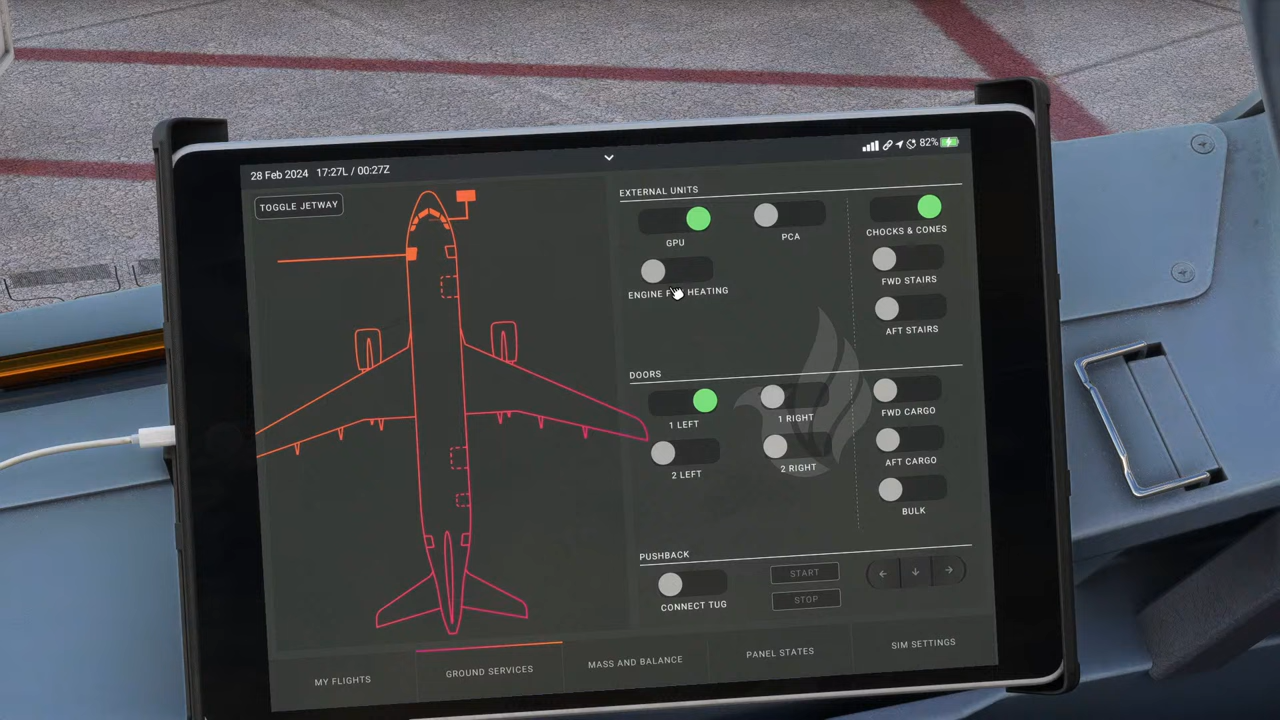 28 Feb 2024 17:27L / 00:27Z
82%
TOGGLE JETWAY
EXTERNAL UNITS
GPU
PCA
CHOCKS & CONES
ENGINE HEATING
FWD STAIRS
AFT STAIRS
DOORS
1 LEFT
1 RIGHT
FWD CARGO
2 LEFT
2 RIGHT
AFT CARGO
BULK
PUSHBACK
CONNECT TUG
START
STOP
MY FLIGHTS
GROUND SERVICES
MASS AND BALANCE
PANEL STATES
SIM SETTINGS